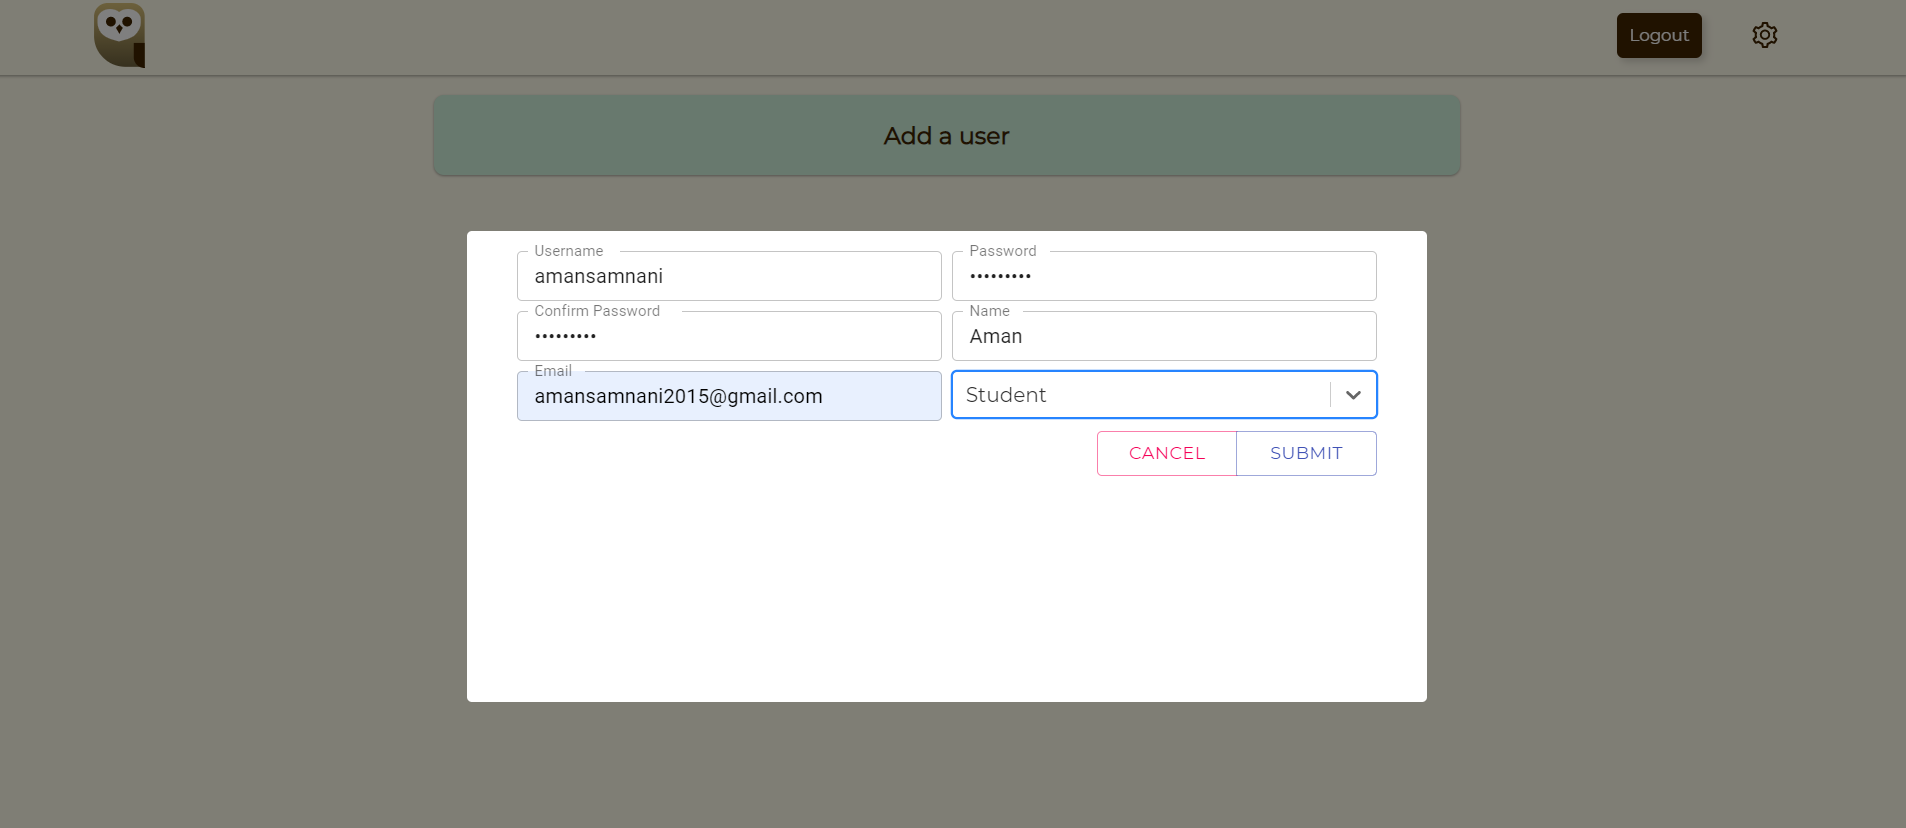 Logout
Add a user
Username
Password
amansamnani
•••••••••
Confirm Password
Name
•••••••••
Aman
Email
amansamnani2015@gmail.com
Student
CANCEL
SUBMIT